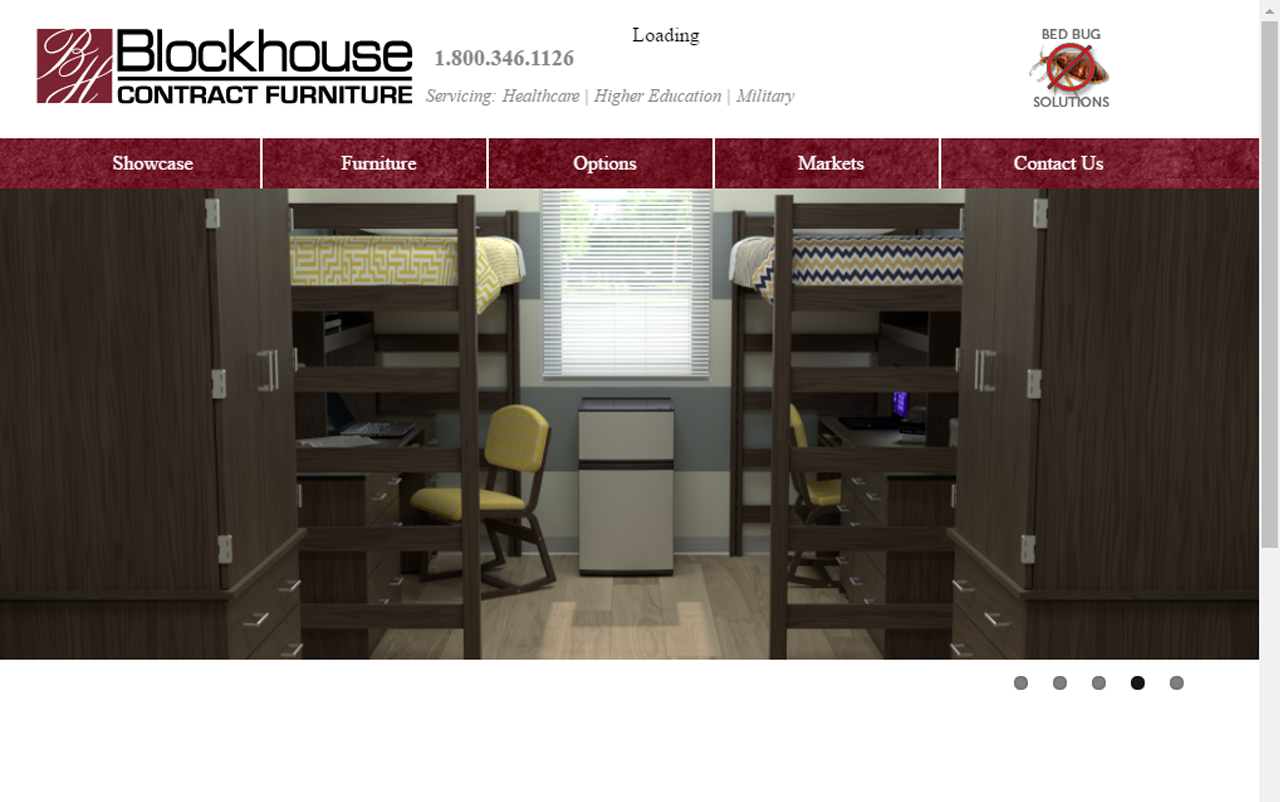 Blockhouse
CONTRACT FURNITURE
BH
1.800.346.1126
Loading
Servicing: Healthcare | Higher Education | Military
BED BUG
SOLUTIONS
Showcase
Furniture
Options
Markets
Contact Us